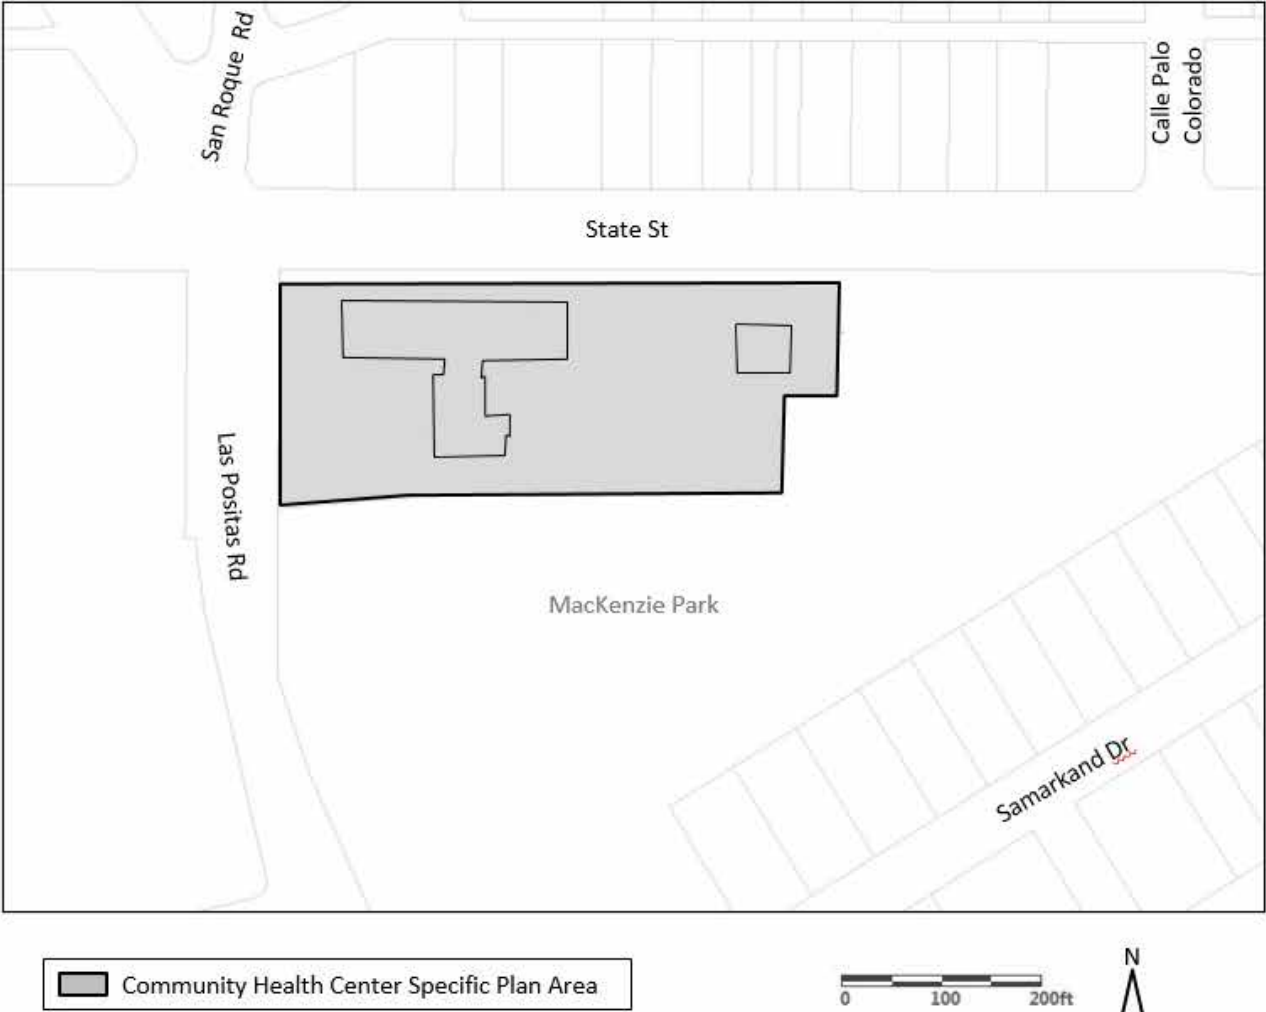 San Roque Rd
Calle Palo
Colorado
State St
Las Positas Rd
MacKenzie Park
Samarkand Dr
Community Health Center Specific Plan Area
0 100 200ft
N